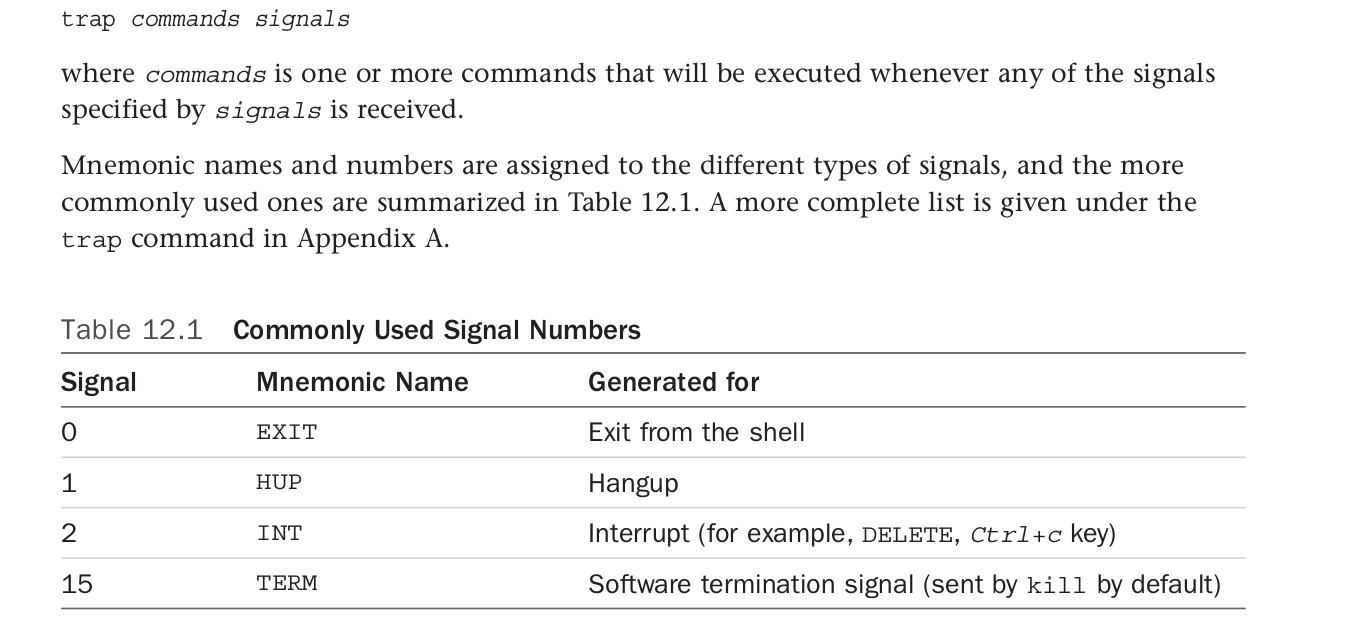 trap commands signals
where commands is one or more commands that will be executed whenever any of the signals
specified by signals is received.
Mnemonic names and numbers are assigned to the different types of signals, and the more
commonly used ones are summarized in Table 12.1. A more complete list is given under the
trap command in Appendix A.
Table 12.1 Commonly Used Signal Numbers
Signal Mnemonic Name Generated for
0 EXIT Exit from the shell
1 HUP Hangup
2 INT Interrupt (for example, DELETE, Ctrl+c key)
15 TERM Software termination signal (sent by kill by default)